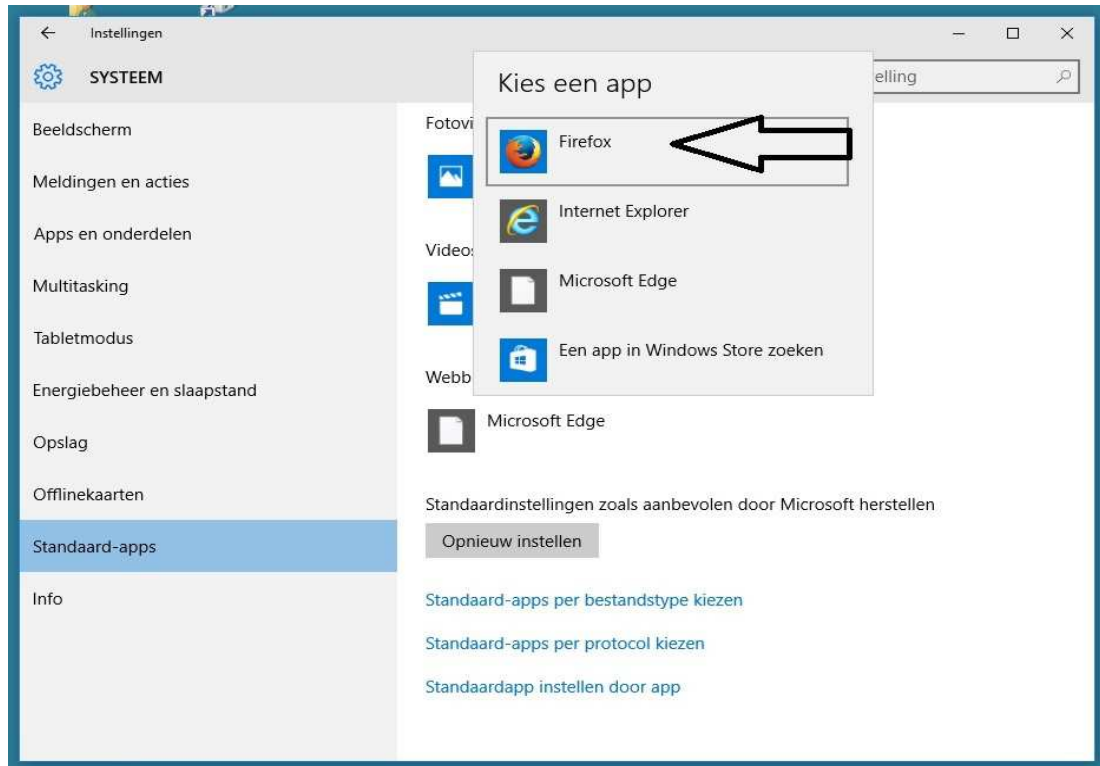 Instellingen
SYSTEEM
elling
Beeldscherm
Meldingen en acties
Apps en onderdelen
Multitasking
Tabletmodus
Energiebeheer en slaapstand
Opslag
Offlinekaarten
Standaard-apps
Info
Kies een app
Firefox
Internet Explorer
Microsoft Edge
Een app in Windows Store zoeken
Fotovi
Video
Webb
Microsoft Edge
Standaardinstellingen zoals aanbevolen door Microsoft herstellen
Opnieuw instellen
Standaard-apps per bestandstype kiezen
Standaard-apps per protocol kiezen
Standaardapp instellen door app